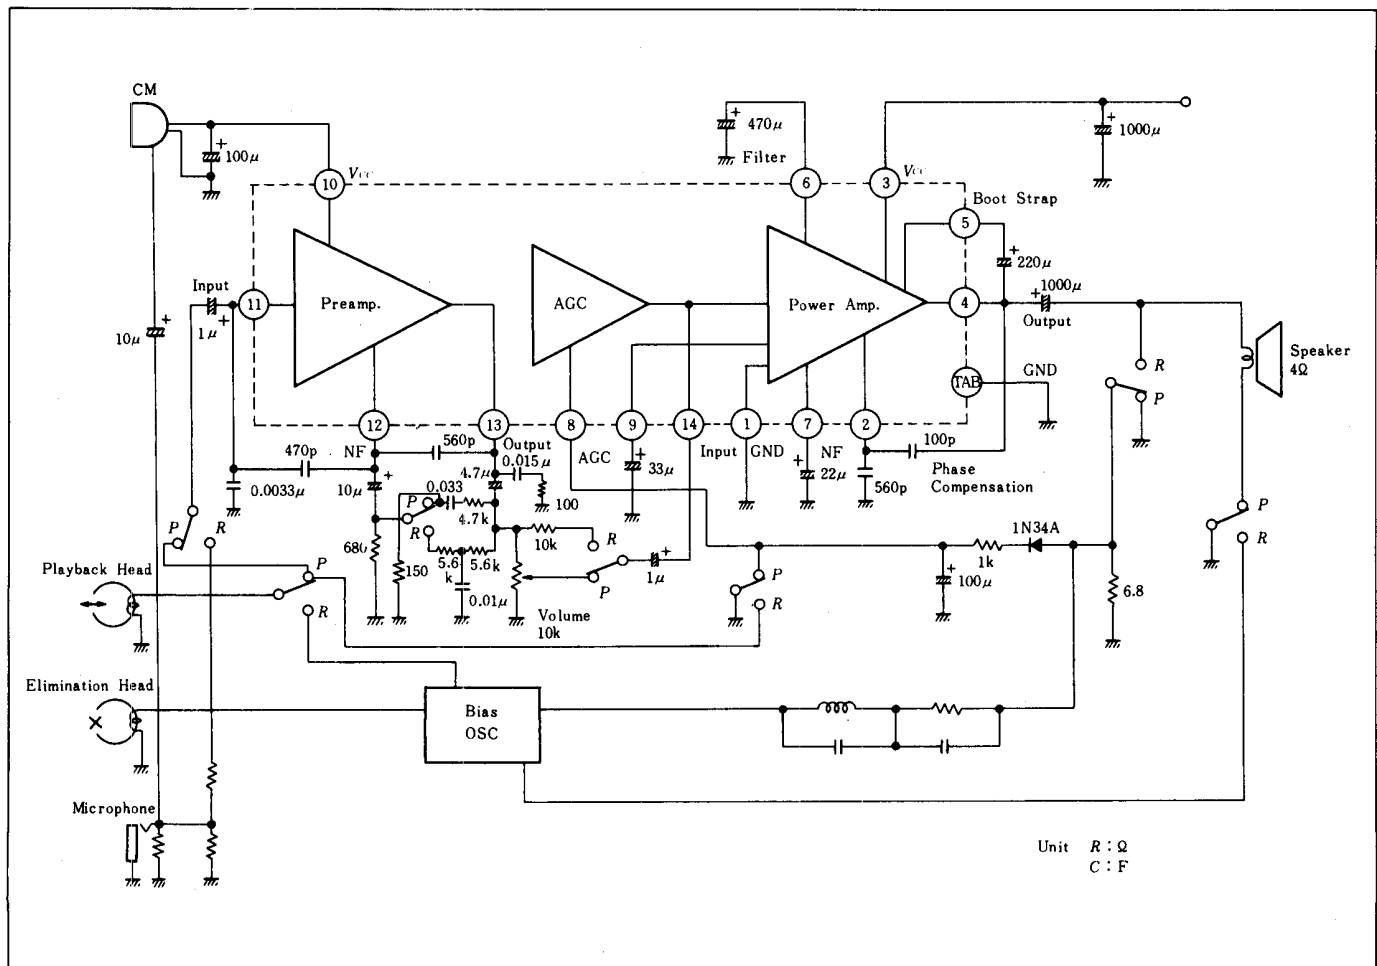 CM
100μ
470μ
Filter
1000μ
10
Vcc
6
3
Vcc
Boot Strap
5
220μ
Input
1μ
11
Preamp.
AGC
Power Amp.
4
1000μ
Output
10μ
Speaker
4Ω
R
P
TAB
GND
12
13
8
9
14
1
7
2
470p
NF
560p
Output
0.015μ
AGC
33μ
Input
GND
NF
22μ
100p
Phase
Compensation
560p
0.0033μ
10μ
4.7μ
100
P
0.033
4.7k
R
10k
R
P
R
680
150
5.6
k
5.6k
0.01μ
Volume
10k
P
1μ
P
R
1N34A
1k
100μ
6.8
P
R
Playback Head
P
R
Elimination Head
Bias
OSC
Microphone
Unit R : Ω
C : F